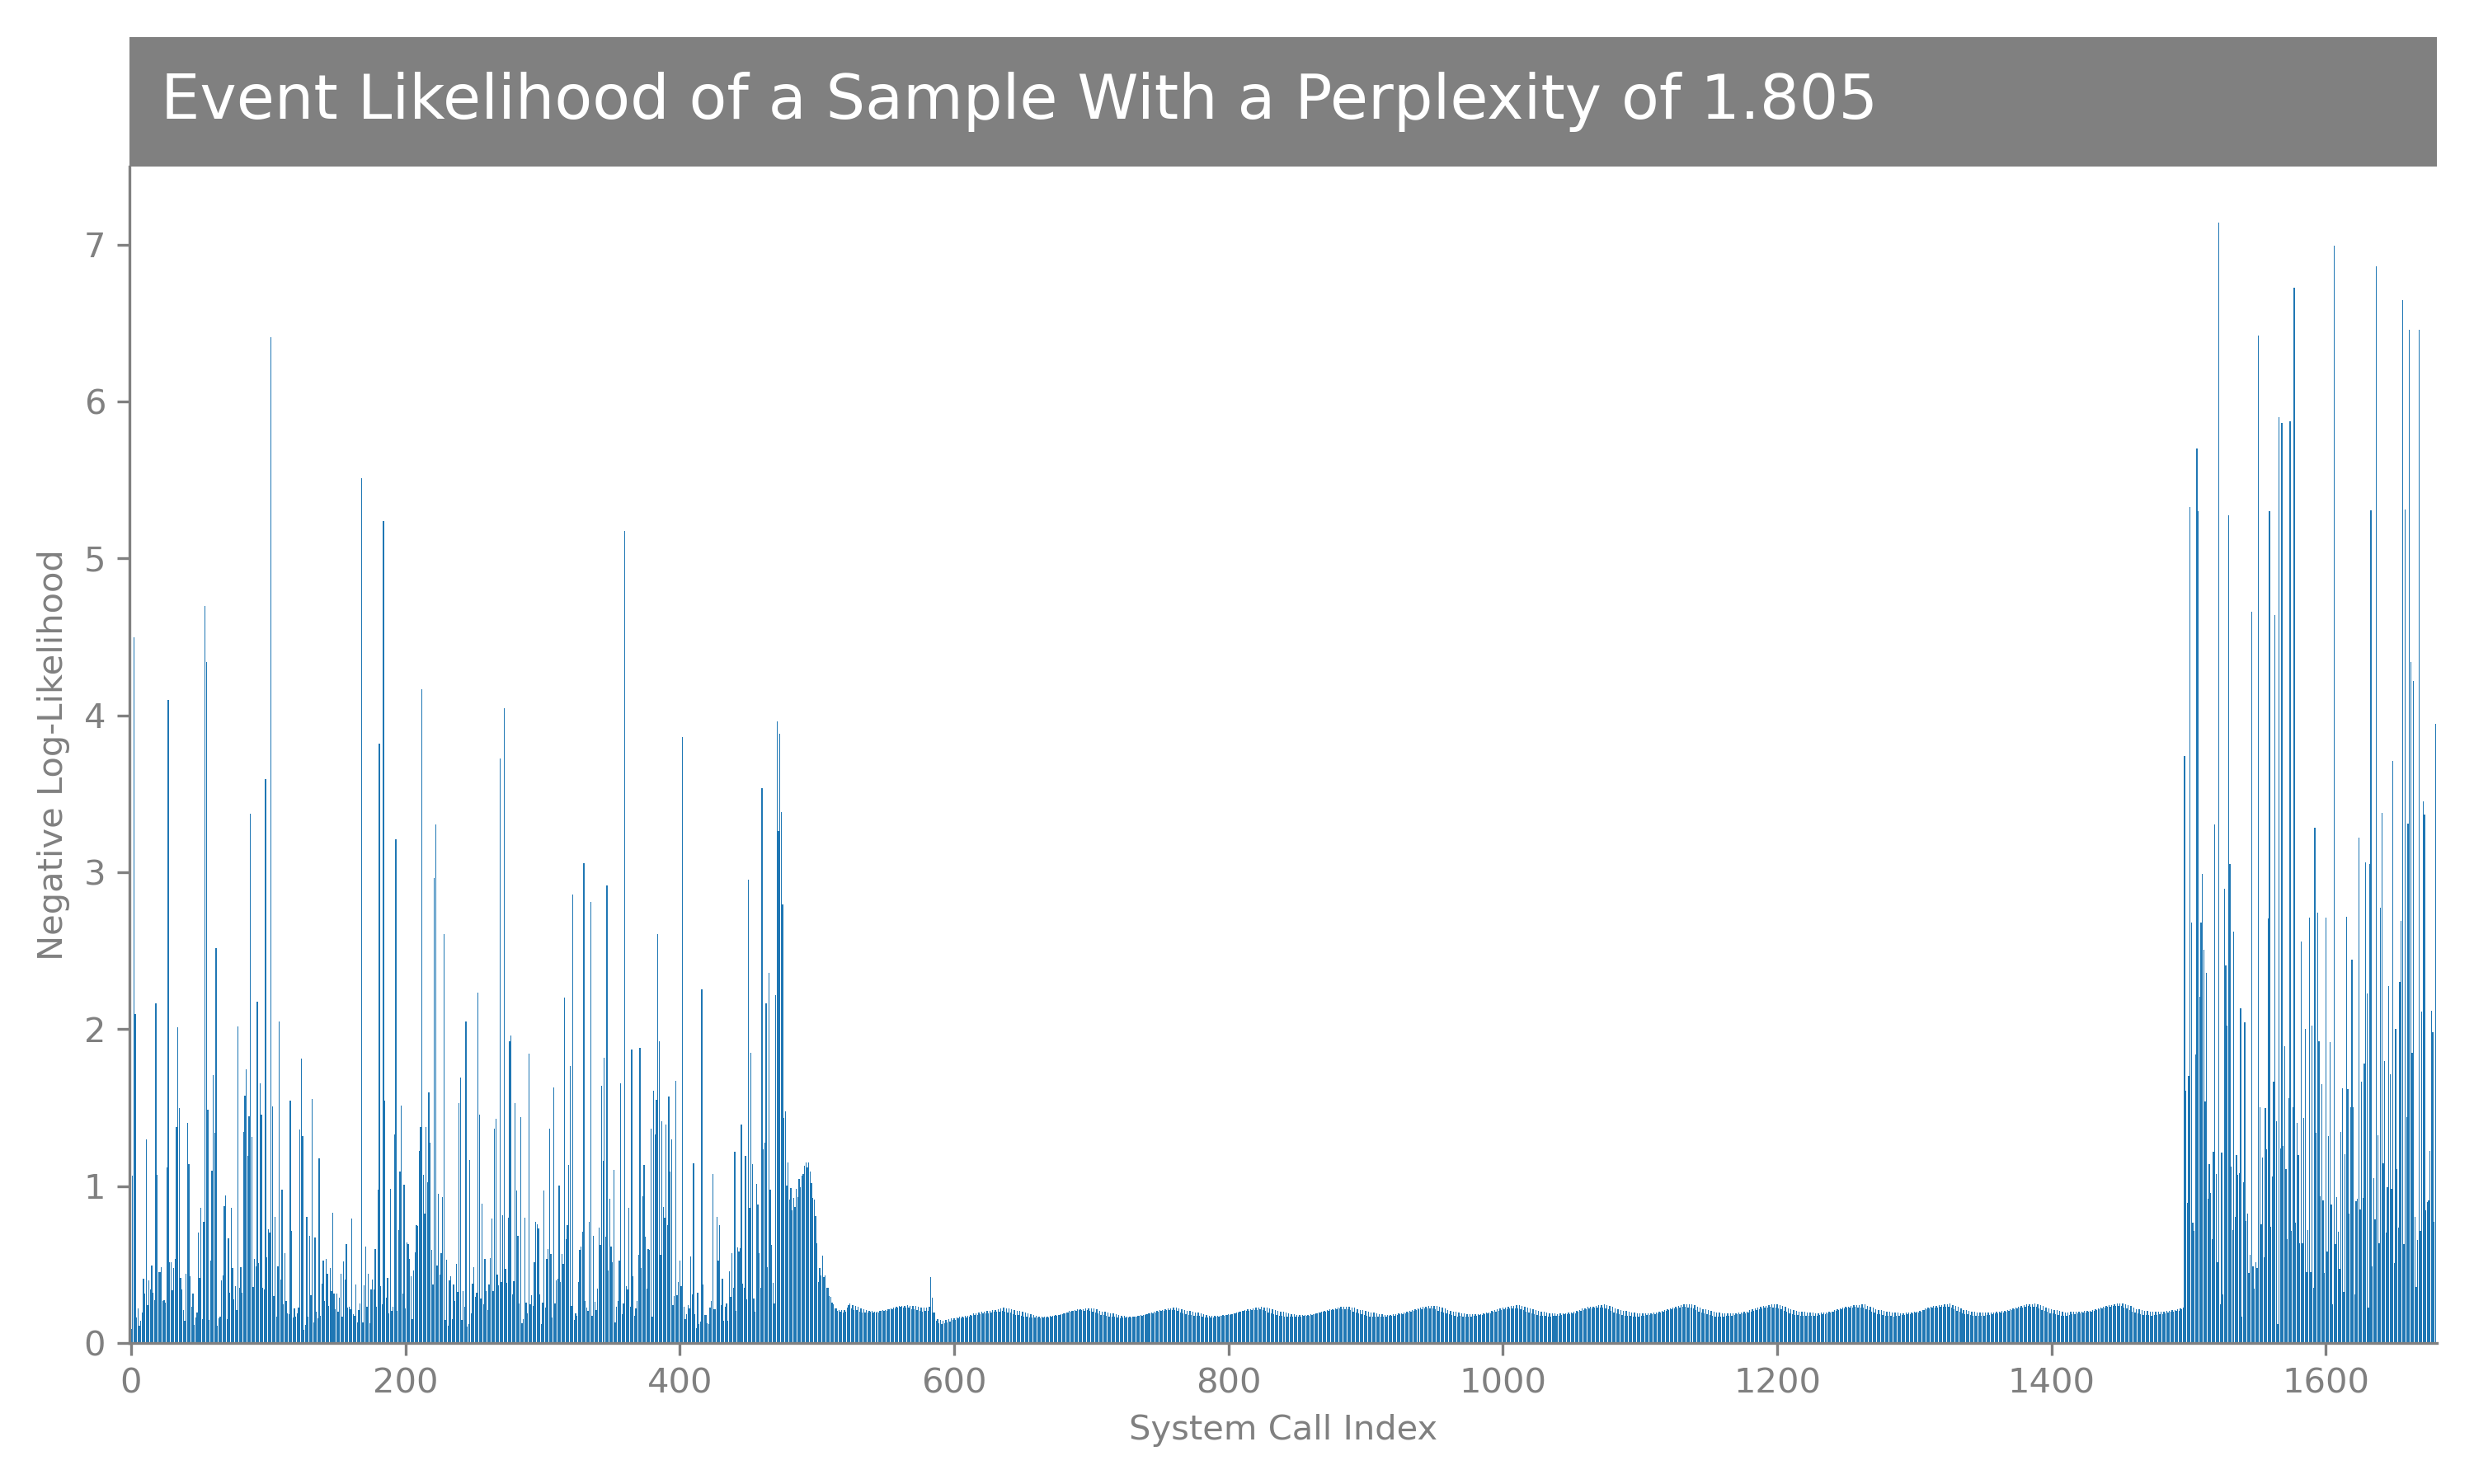 Event Likelihood of a Sample With a Perplexity of 1.805
7
6
5
4
3
2
1
0
Negative Log-Likelihood
0 200 400 600 800 1000 1200 1400 1600
System Call Index